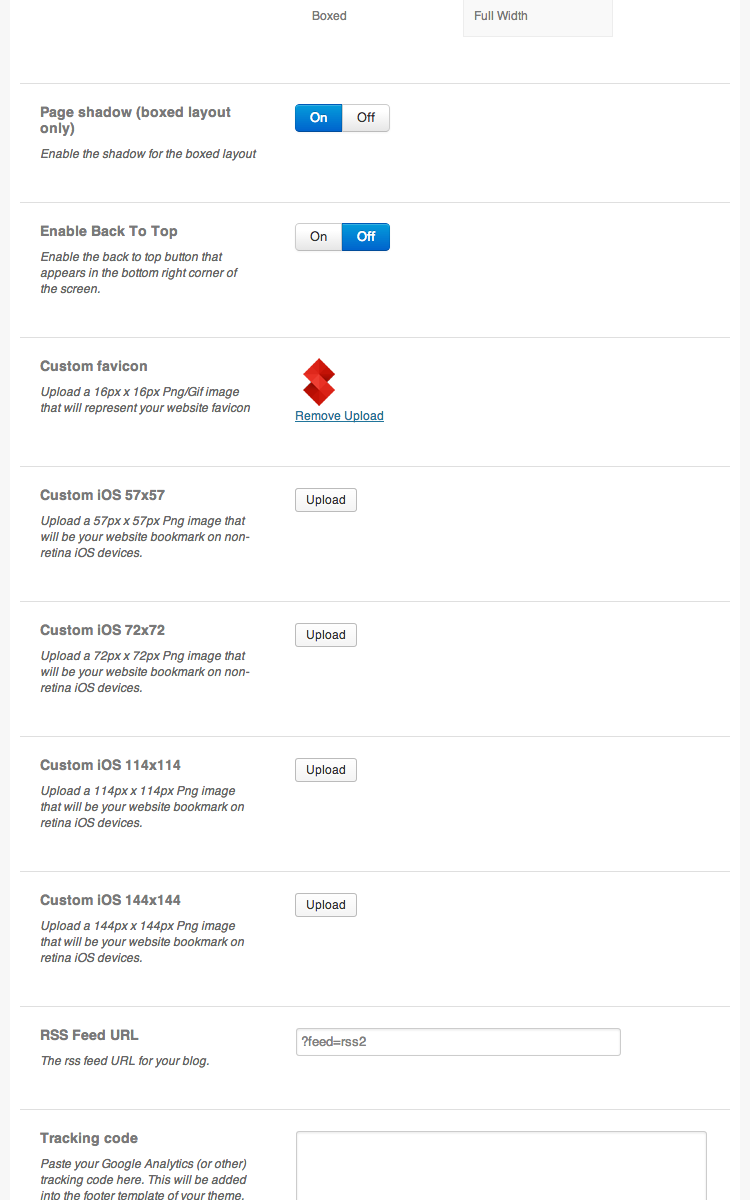 Boxed
Full Width
Page shadow (boxed layout
only)
On
Off
Enable the shadow for the boxed layout
Enable Back To Top
On
Off
Enable the back to top button that
appears in the bottom right corner of
the screen.
Custom favicon
Upload a 16px x 16px Png/Gif image
that will represent your website favicon
Remove Upload
Custom iOS 57x57
Upload
Upload a 57px x 57px Png image that
will be your website bookmark on non-
retina iOS devices.
Custom iOS 72x72
Upload
Upload a 72px x 72px Png image that
will be your website bookmark on non-
retina iOS devices.
Custom iOS 114x114
Upload
Upload a 114px x 114px Png image
that will be your website bookmark on
retina iOS devices.
Custom iOS 144x144
Upload
Upload a 144px x 144px Png image
that will be your website bookmark on
retina iOS devices.
RSS Feed URL
?feed=rss2
The rss feed URL for your blog.
Tracking code
Paste your Google Analytics (or other)
tracking code here. This will be added
into the footer template of your theme.